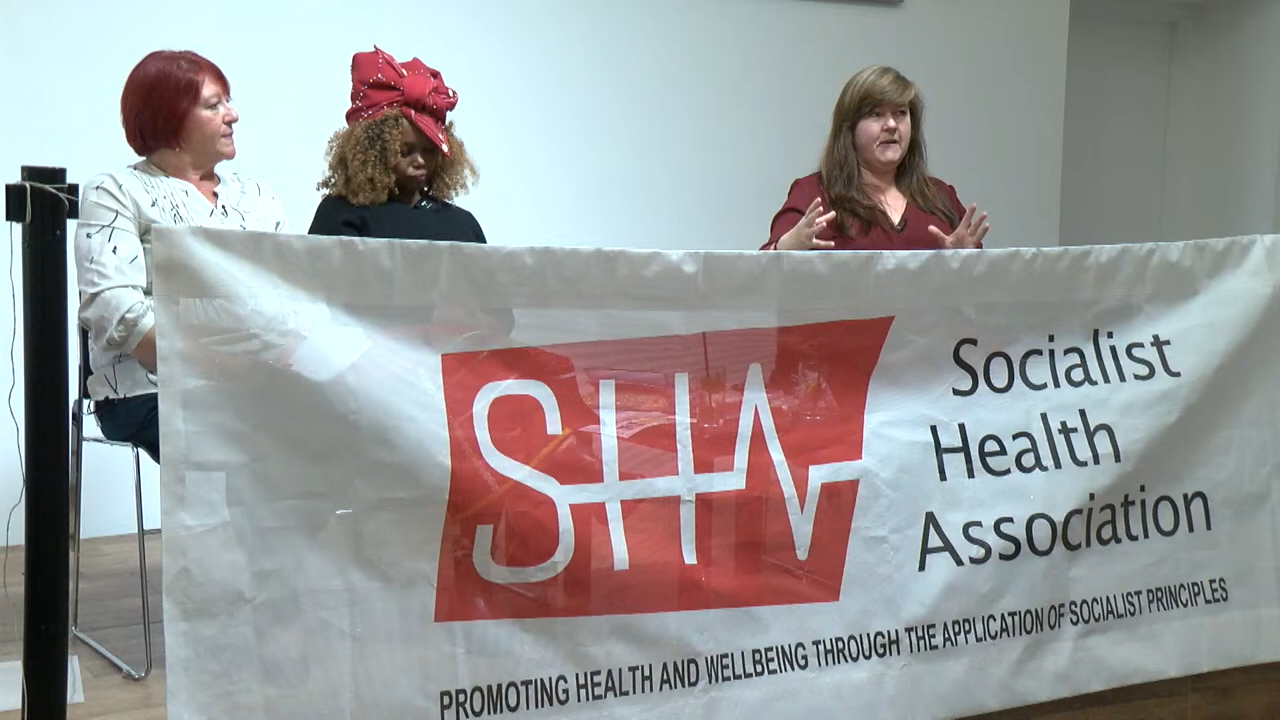 SHA
Socialist
Health
Association
PROMOTING HEALTH AND WELLBEING THROUGH THE APPLICATION OF SOCIALIST PRINCIPLES